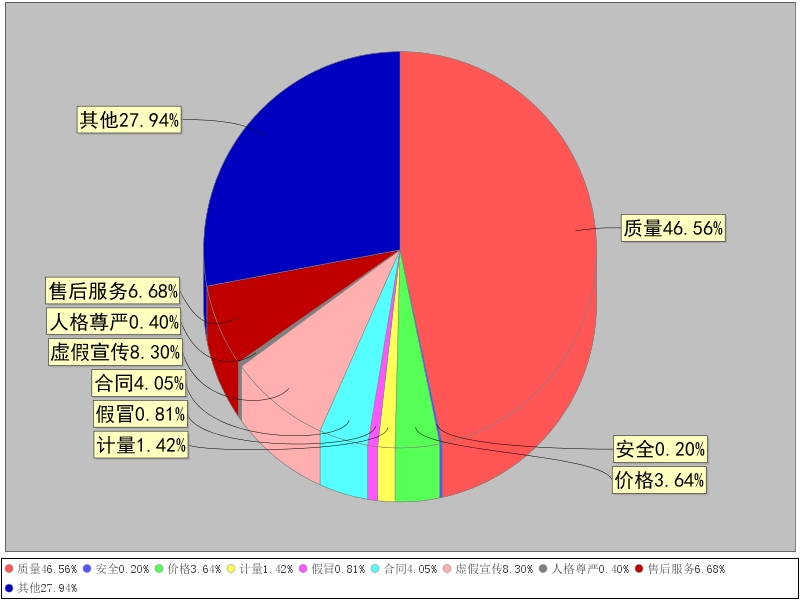 其他27.94%
质量46.56%
售后服务6.68%
人格尊严0.40%
虚假宣传8.30%
合同4.05%
假冒0.81%
计量1.42%
安全0.20%
价格3.64%
质量46.56% 安全0.20% 价格3.64% 计量1.42% 假冒0.81% 合同4.05% 虚假宣传8.30% 人格尊严0.40% 售后服务6.68%
其他27.94%